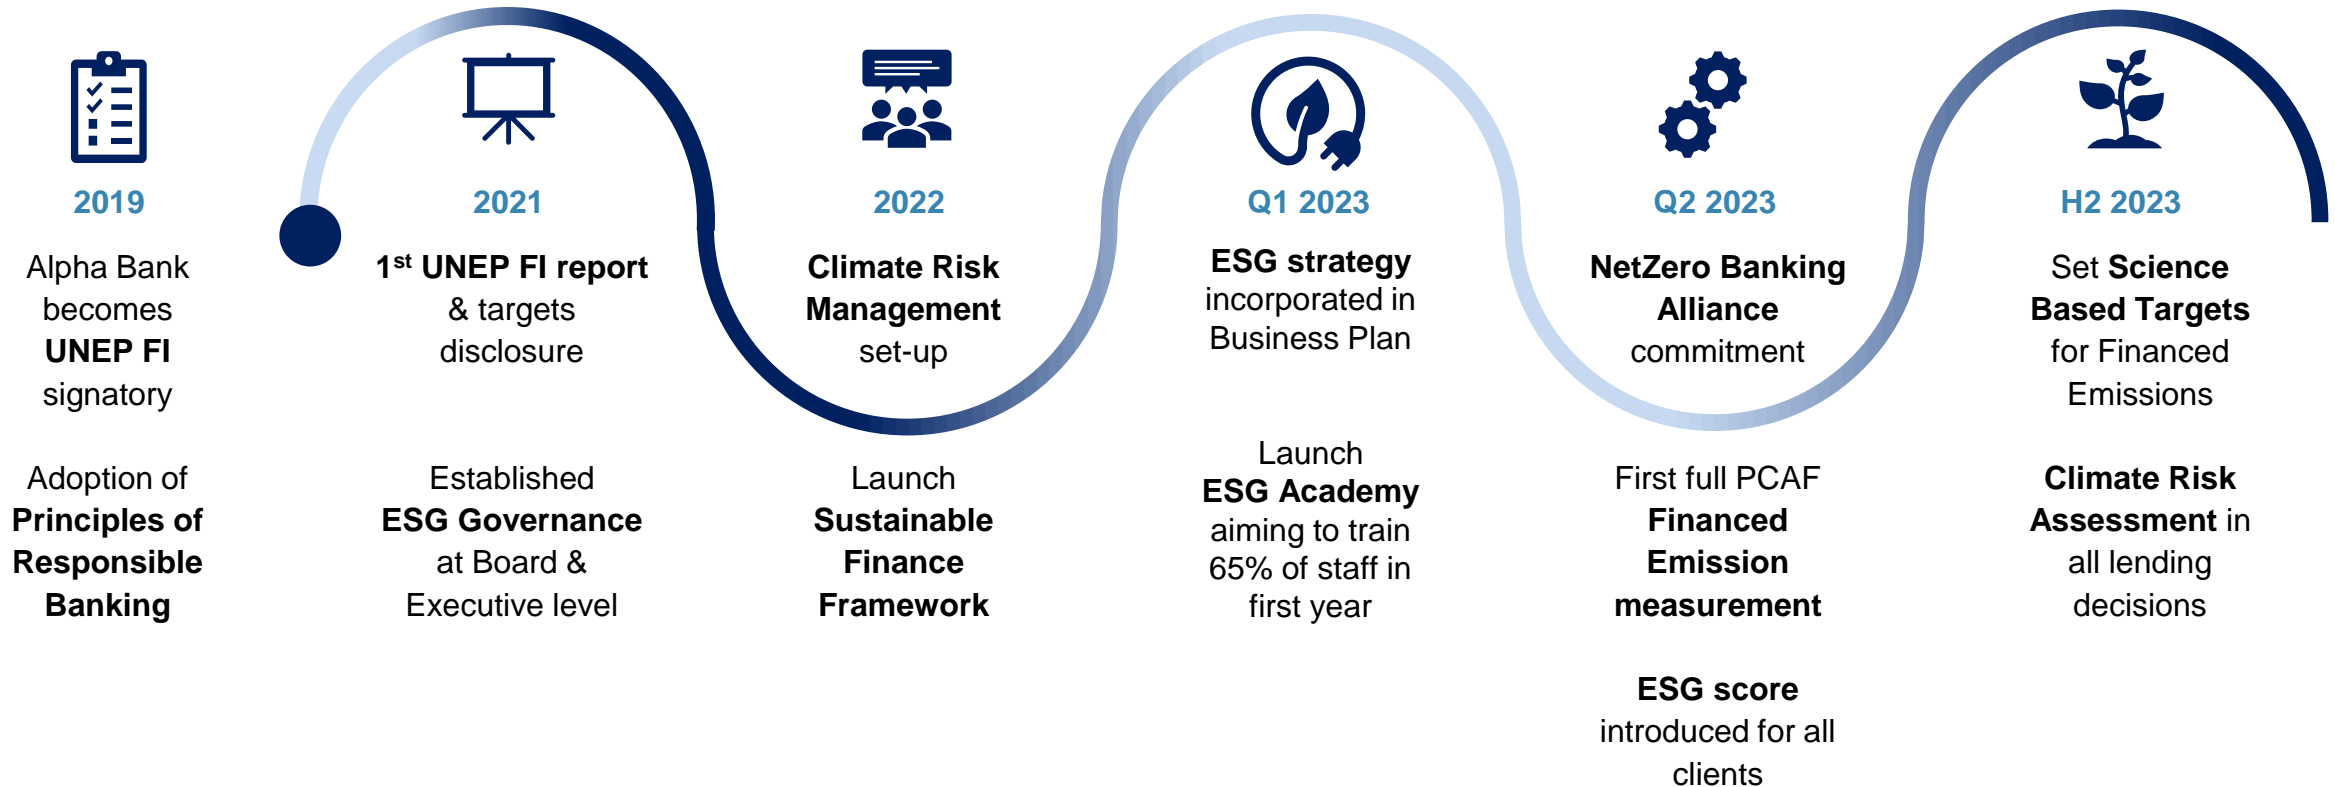 2019
Alpha Bank
becomes
UNEP FI
signatory
Adoption of
Principles of
Responsible
Banking
2021
1st UNEP FI report
& targets
disclosure
Established
ESG Governance
at Board &
Executive level
2022
Climate Risk
Management
set-up
Launch
Sustainable
Finance
Framework
Q1 2023
ESG strategy
incorporated in
Business Plan
Launch
ESG Academy
aiming to train
65% of staff in
first year
Q2 2023
NetZero Banking
Alliance
commitment
First full PCAF
Financed
Emission
measurement
ESG score
introduced for all
clients
H2 2023
Set Science
Based Targets
for Financed
Emissions
Climate Risk
Assessment in
all lending
decisions